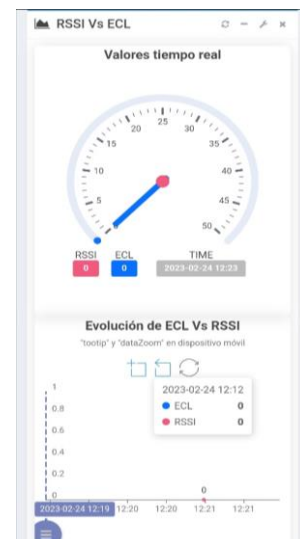 RSSI Vs ECL
Valores tiempo real
25
20 30
15 35
10 40
5 45
50
RSSI ECL TIME
0 0 2023-02-24 12:23
Evolución de ECL Vs RSSI
"tootip" y "dataZoom" en dispositivo móvil
2023-02-24 12:12
ECL 0
RSSI 0
1
0.8
0.6
0.4
0.2
0
0
2023-02-24 12:19 12:20 12:20 12:21 12:21